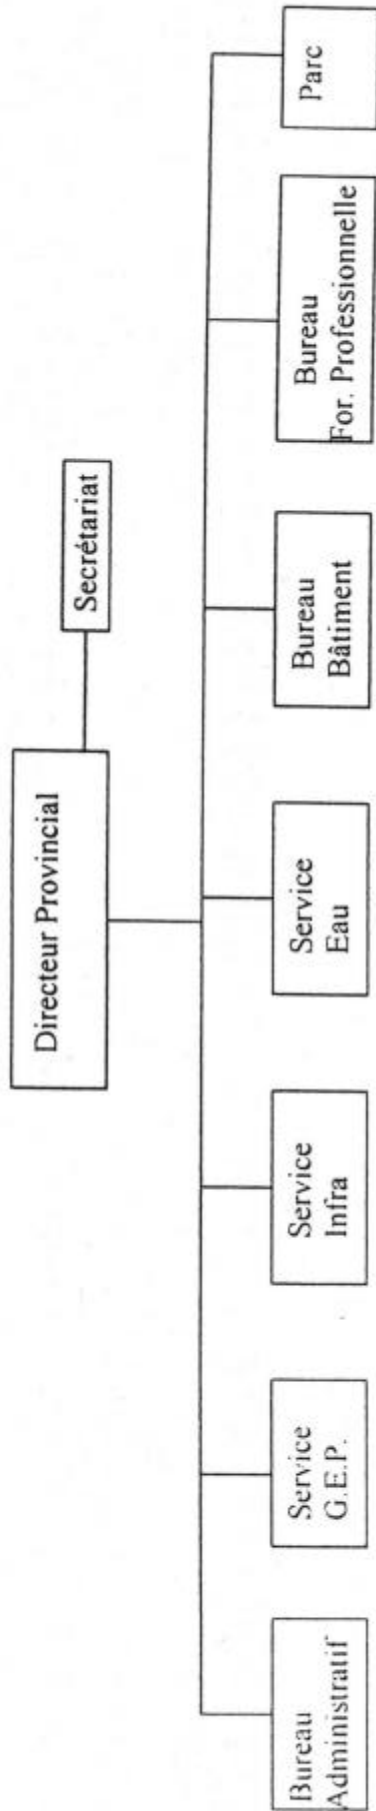 Directeur Provincial
Secrétariat
Bureau
Administratif
Service
G.E.P.
Service
Infra
Service
Eau
Bureau
Bâtiment
Bureau
For. Professionnelle
Parc